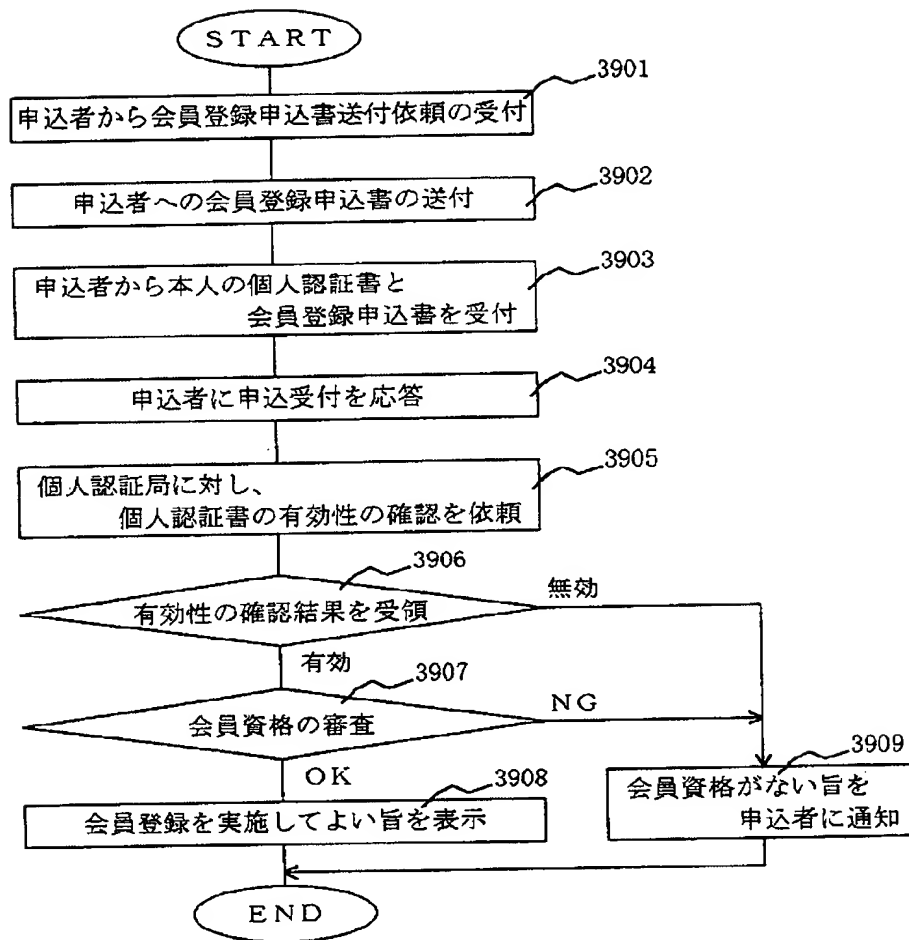 START
3901
申込者から会員登録申込書送付依頼の受付
3902
申込者への会員登録申込書の送付
3903
申込者から本人の個人認証書と
会員登録申込書を受付
3904
申込者に申込受付を応答
3905
個人認証局に対し、
個人認証書の有効性の確認を依頼
3906
有効性の確認結果を受領
無効
有効
3907
会員資格の審査
NG
OK
3908
会員登録を実施してよい旨を表示
3909
会員資格がない旨を
申込者に通知
END